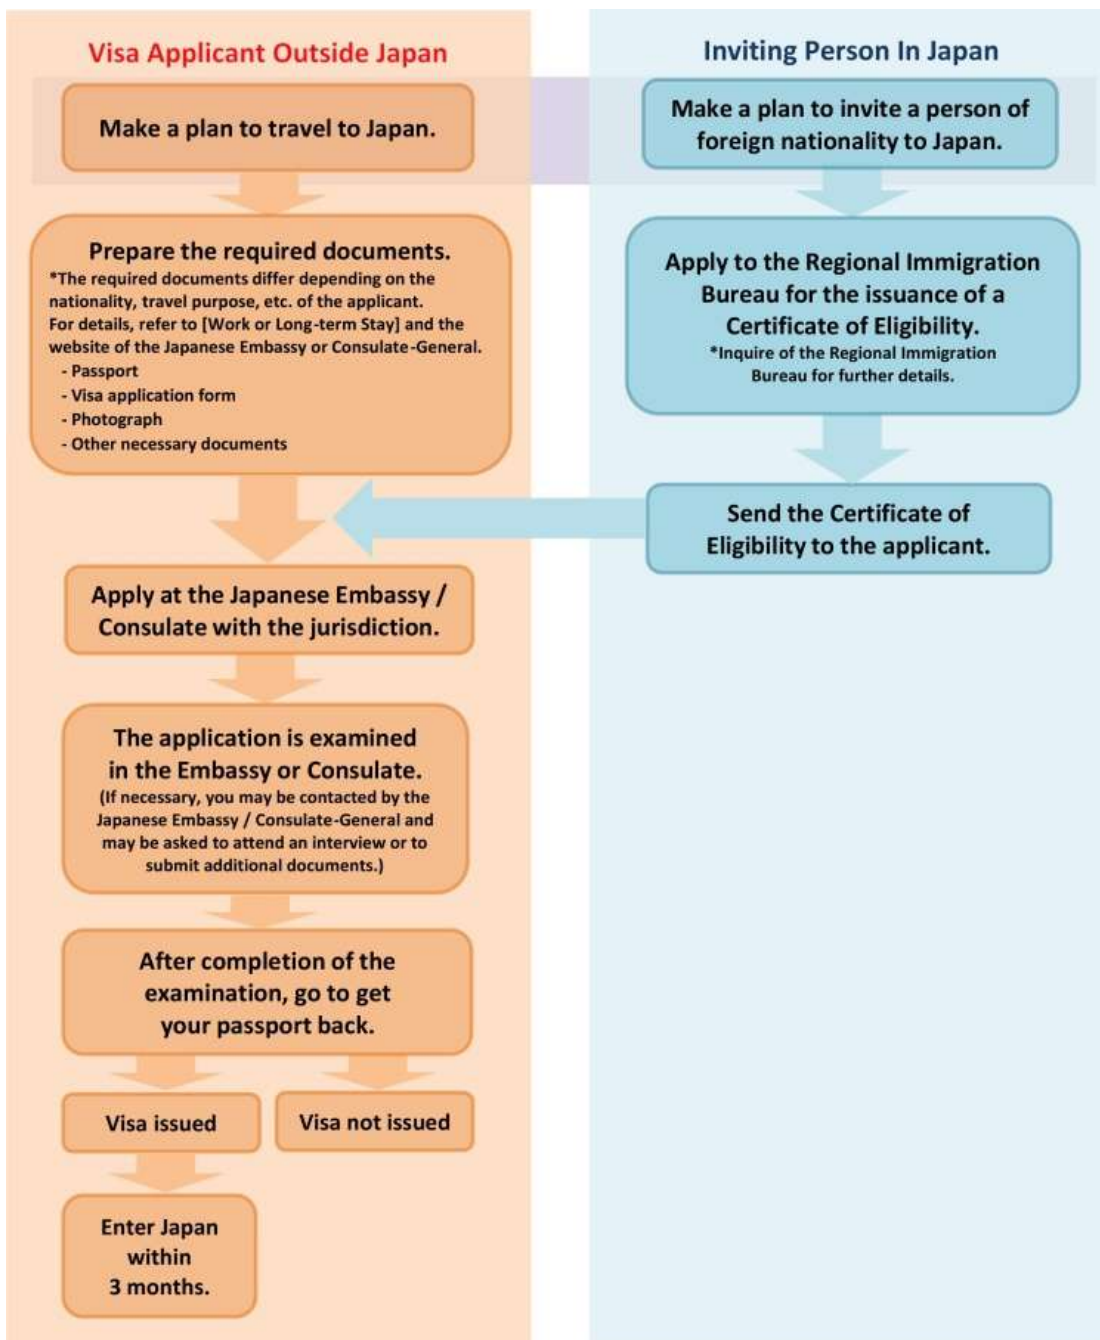 Visa Applicant Outside Japan
Make a plan to travel to Japan.
Prepare the required documents.
*The required documents differ depending on the
nationality, travel purpose, etc. of the applicant.
For details, refer to [Work or Long-term Stay] and the
website of the Japanese Embassy or Consulate-General.
- Passport
- Visa application form
- Photograph
- Other necessary documents
Apply at the Japanese Embassy /
Consulate with the jurisdiction.
The application is examined
in the Embassy or Consulate.
(If necessary, you may be contacted by the
Japanese Embassy / Consulate-General and
may be asked to attend an interview or to
submit additional documents.)
After completion of the
examination, go to get
your passport back.
Visa issued
Visa not issued
Enter Japan
within
3 months.
Inviting Person In Japan
Make a plan to invite a person of
foreign nationality to Japan.
Apply to the Regional Immigration
Bureau for the issuance of a
Certificate of Eligibility.
*Inquire of the Regional Immigration
Bureau for further details.
Send the Certificate of
Eligibility to the applicant.